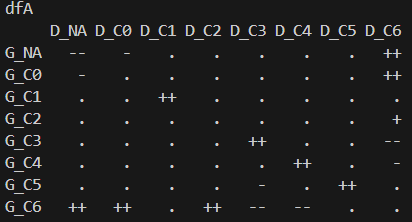 dfA
D_NA D_C0 D_C1 D_C2 D_C3 D_C4 D_C5 D_C6
G_NA -- - . . . . . ++
G_C0 - . . . . . . ++
G_C1 . . ++ . . . . .
G_C2 . . . . . . . +
G_C3 . . . . ++ . . --
G_C4 . . . . . ++ . -
G_C5 . . . . - . ++ .
G_C6 ++ ++ . ++ -- -- . .